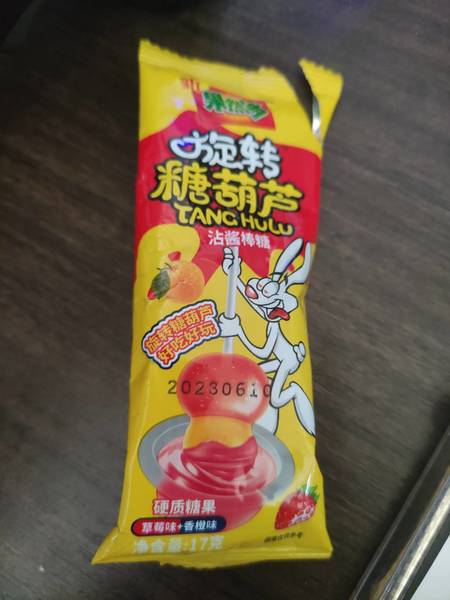 旋转
糖葫芦
TANG HULU
沾酱棒糖
旋转糖葫芦
好吃好玩
20230610
硬质糖果
草莓味+香橙味
净含量:17克